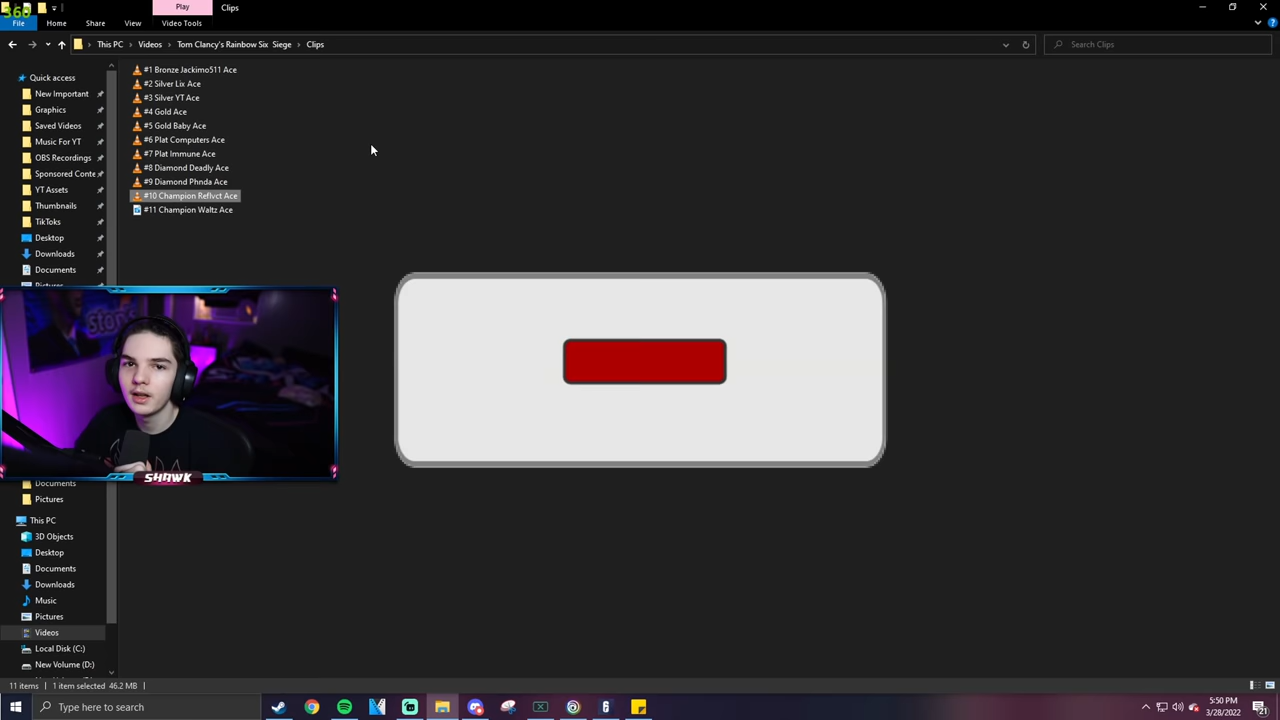 360
Play
Clips
File
Home
Share
View
Video Tools
This PC
Videos
Tom Clancy's Rainbow Six Siege
Clips
Search Clips
Quick access
New Important
Graphics
Saved Videos
Music For YT
OBS Recordings
Sponsored Conte
YT Assets
Thumbnails
TikToks
Desktop
Downloads
Documents
Pictures
#1 Bronze Jackimo511 Ace
#2 Silver Lix Ace
#3 Silver YT Ace
#4 Gold Ace
#5 Gold Baby Ace
#6 Plat Computers Ace
#7 Plat Immune Ace
#8 Diamond Deadly Ace
#9 Diamond Phnda Ace
#10 Champion Reflvct Ace
#11 Champion Waltz Ace
stop
SHAWK
Documents
Pictures
This PC
3D Objects
Desktop
Documents
Downloads
Music
Pictures
Videos
Local Disk (C:)
New Volume (D:)
11 items
1 item selected 46.2 MB
Type here to search
5:50 PM
3/28/2022
21